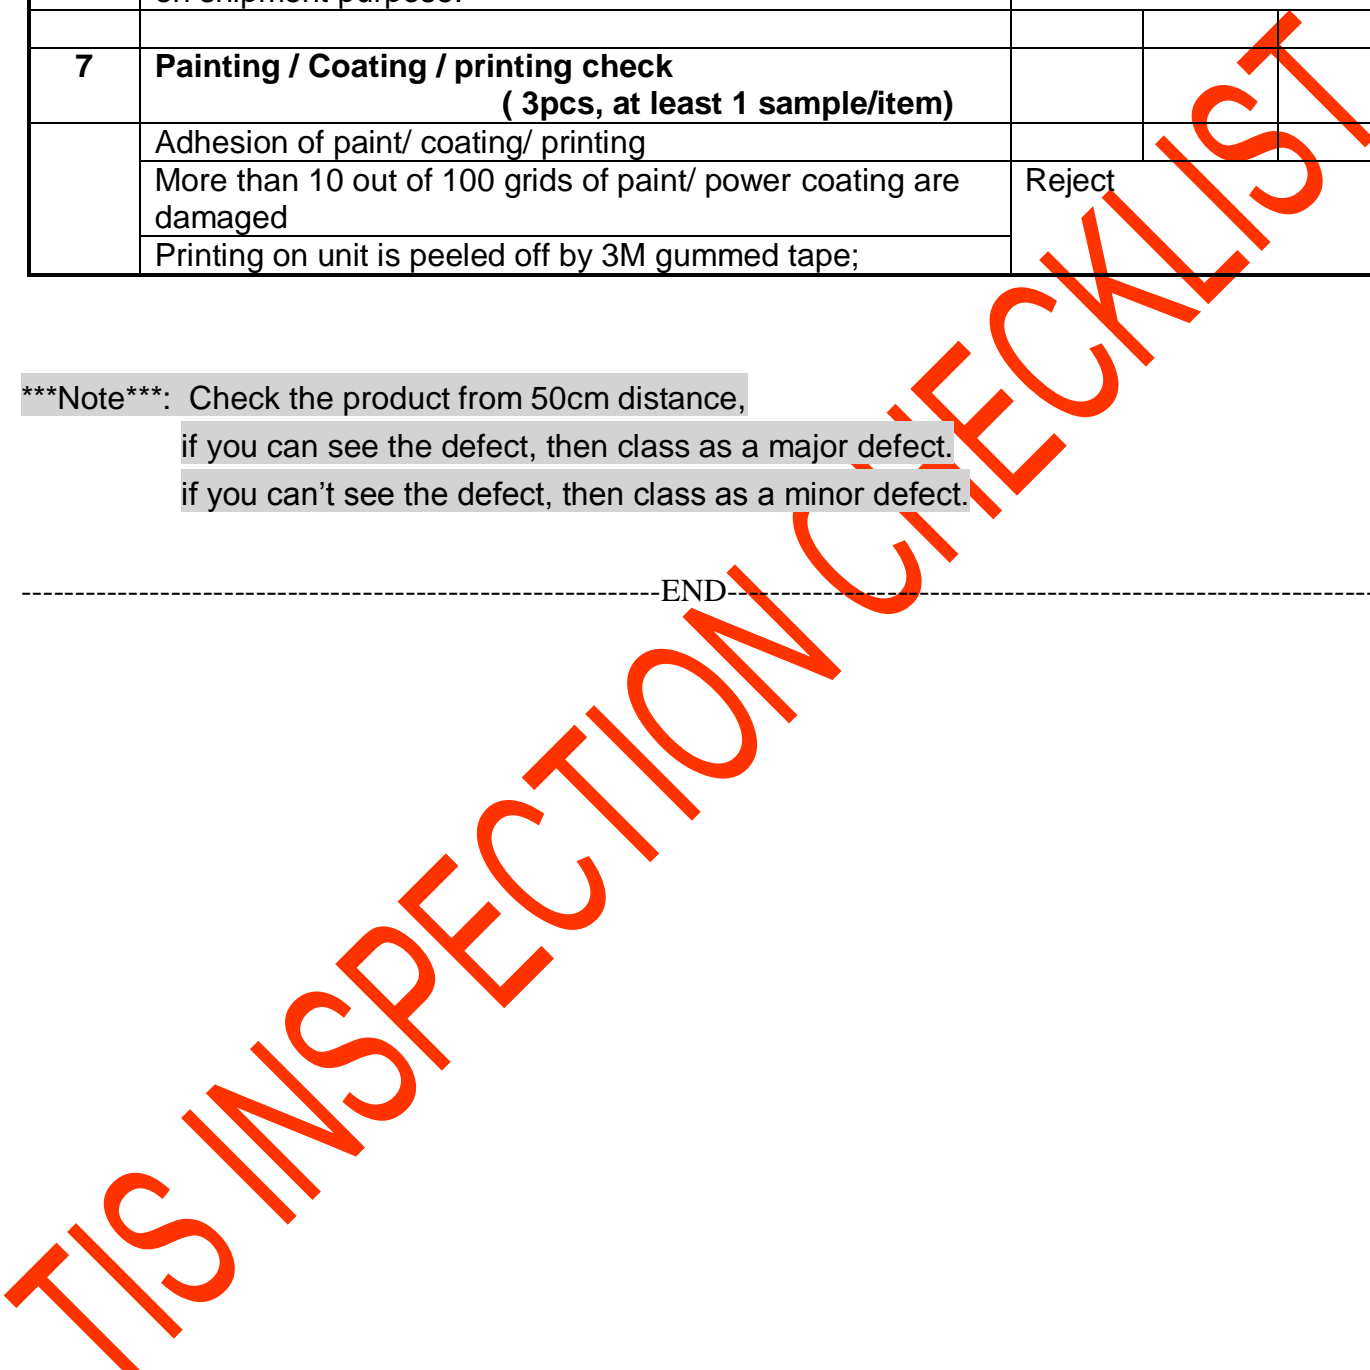 on shipment purpose.
7 Painting / Coating / printing check
( 3pcs, at least 1 sample/item)
Adhesion of paint/ coating/ printing
More than 10 out of 100 grids of paint/ power coating are Reject
damaged
Printing on unit is peeled off by 3M gummed tape;
***Note***: Check the product from 50cm distance,
if you can see the defect, then class as a major defect.
if you can’t see the defect, then class as a minor defect.
------------------------------------------------------------END------------------------------------------------------------
TIS INSPECTION CHECKLIST